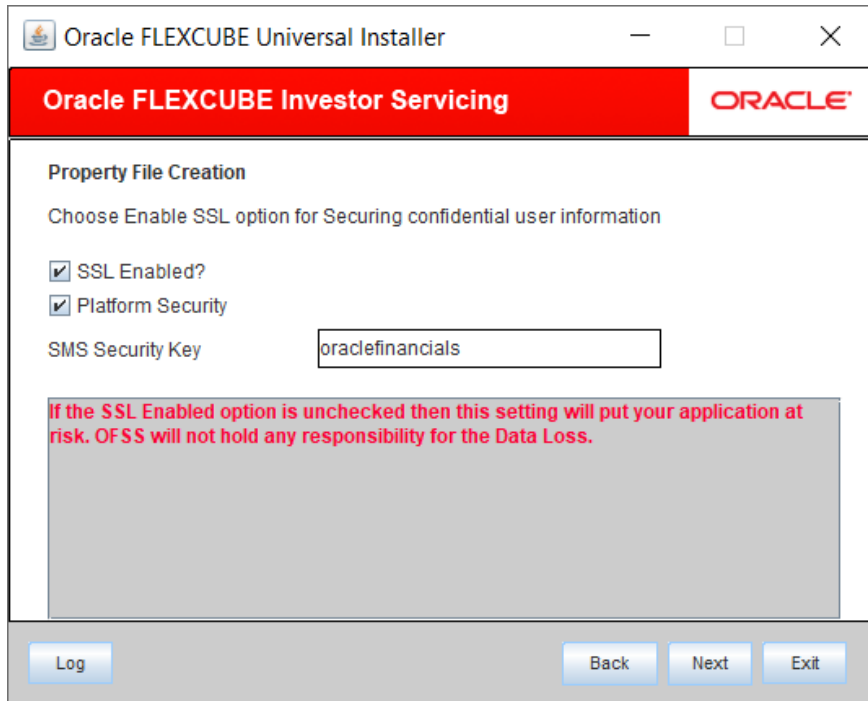 Oracle FLEXCUBE Universal Installer
Oracle FLEXCUBE Investor Servicing
ORACLE®
Property File Creation
Choose Enable SSL option for Securing confidential user information
SSL Enabled?
Platform Security
SMS Security Key
oraclefinancials
If the SSL Enabled option is unchecked then this setting will put your application at
risk. OFSS will not hold any responsibility for the Data Loss.
Log
Back
Next
Exit